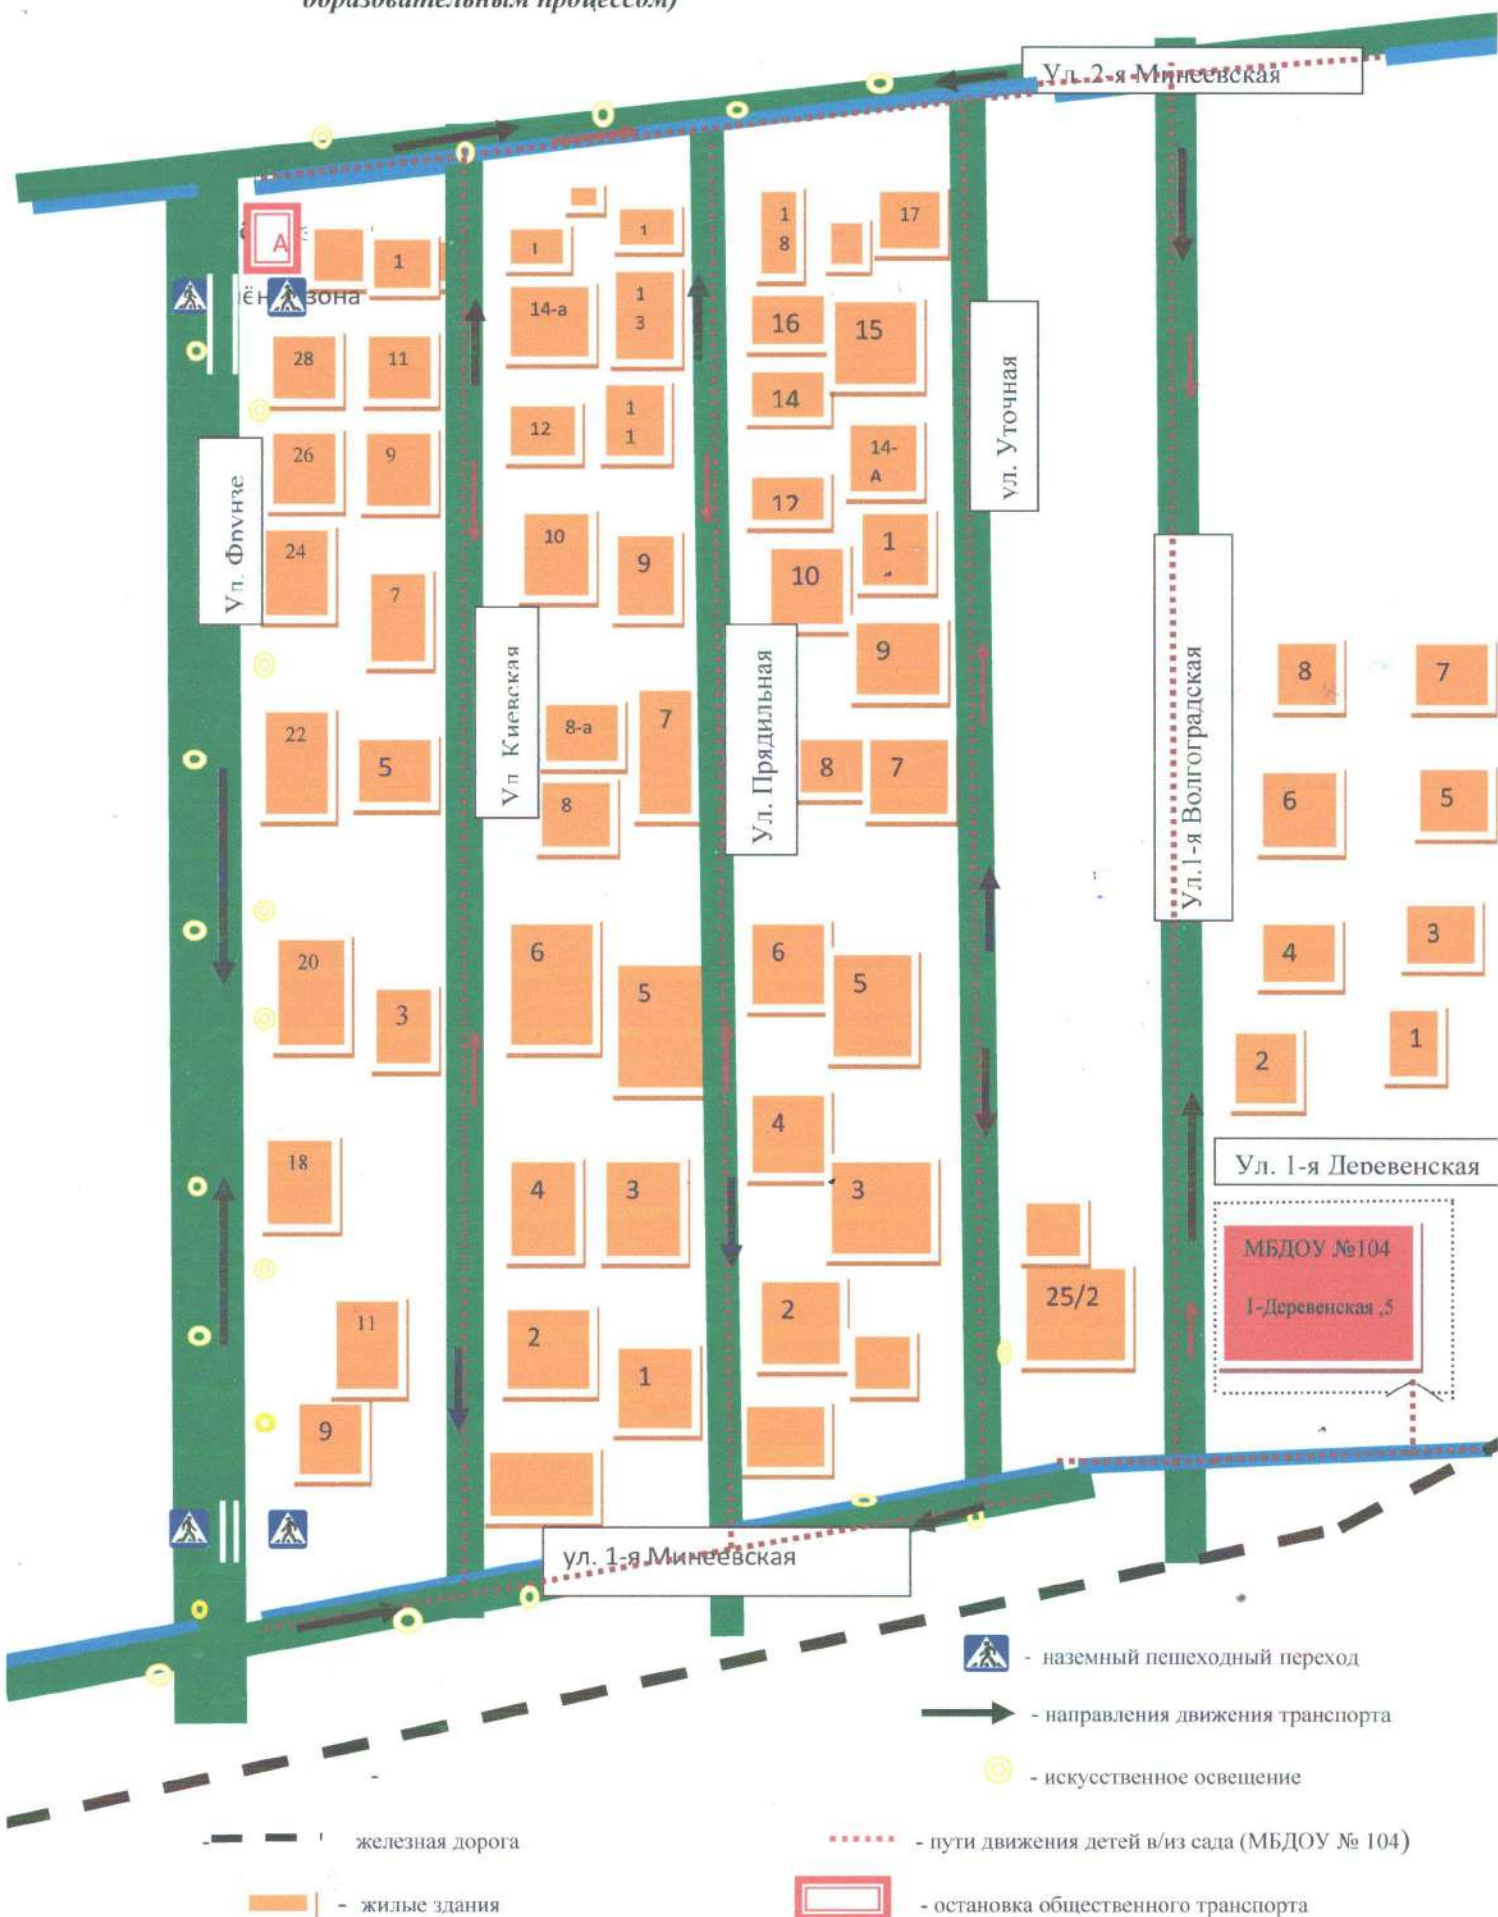 образовательным процессом)
Ул. 2-я Минеевская
А
зона
1
28
11
26
9
24
7
22
5
20
3
18
11
9
1
1
14-а
1
3
12
1
1
10
9
8-а
7
8
6
5
4
3
2
1
1
8
17
16
15
14
14-
А
12
10
1
9
8
7
6
5
4
3
2
25/2
8
7
6
5
4
3
2
1
Ул. Фрунзе
Ул Киевская
Ул. Прядильная
ул. Уточная
Ул.1-я Волгоградская
Ул. 1-я Деревенская
МБДОУ №104
1-Деревенская ,5
ул. 1-я Минеевская
- наземный пешеходный переход
- направления движения транспорта
- искусственное освещение
- железная дорога
- пути движения детей в/из сада (МБДОУ № 104)
- жилые здания
- остановка общественного транспорта